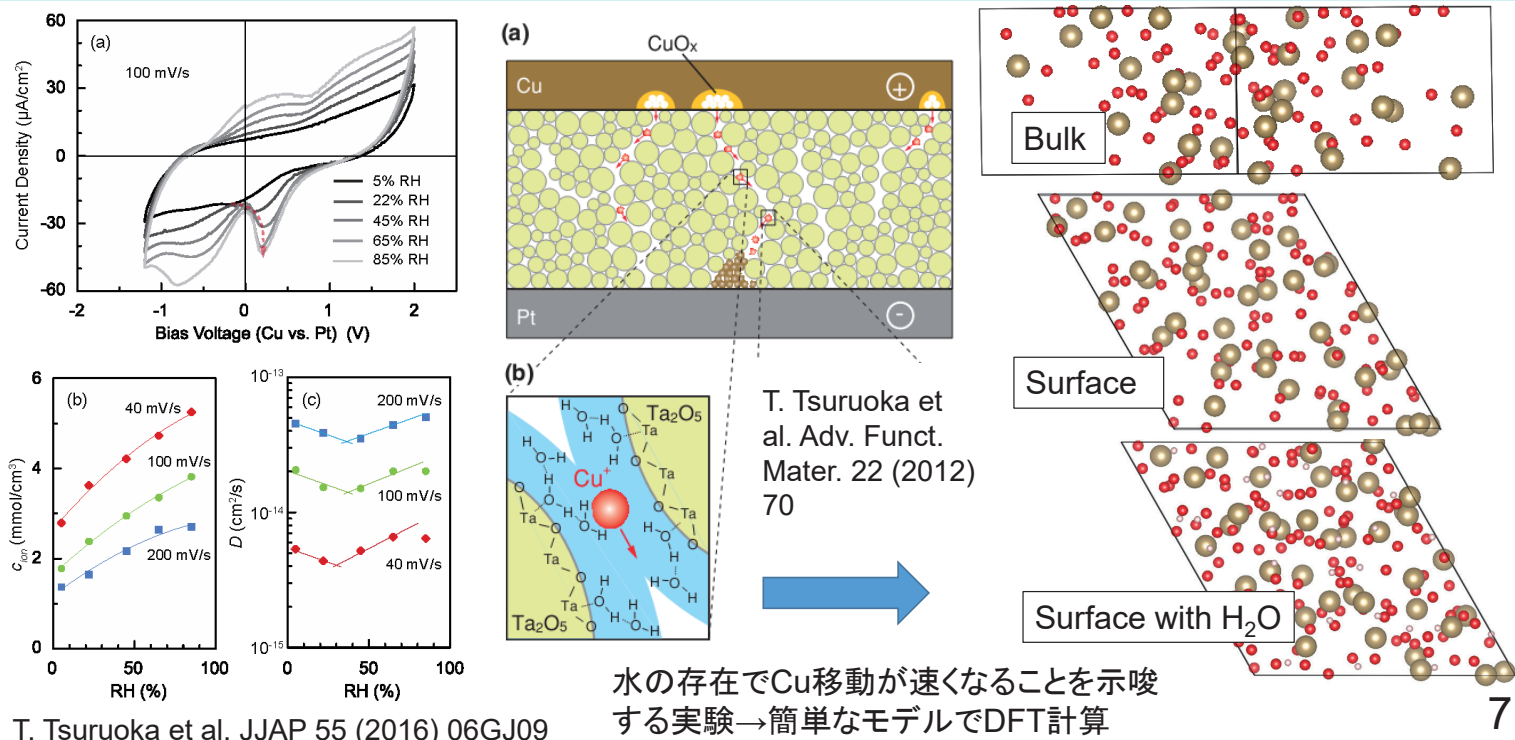 (a)
100 mV/s
60
30
0
-30
-60
Current Density (μA/cm²)
5% RH
22% RH
45% RH
65% RH
85% RH
-2
-1
0
1
2
Bias Voltage (Cu vs. Pt) (V)
(b)
6
4
2
0
c_ion (mmol/cm³)
40 mV/s
100 mV/s
200 mV/s
0
50
100
RH (%)
(c)
10⁻¹³
10⁻¹⁴
10⁻¹⁵
D (cm²/s)
200 mV/s
100 mV/s
40 mV/s
0
50
100
RH (%)
T. Tsuruoka et al. JJAP 55 (2016) 06GJ09
(a)
CuOₓ
Cu
+
Pt
-
(b)
Ta₂O₅
H
O
H
O
Ta
O
Ta
O
H
H
O
H
Cu⁺
O
Ta
O
Ta
O
H
O
H
H
O
H
H
O
H
H
O
H
O
Ta
O
Ta
O
H
O
H
H
O
H
Ta₂O₅
T. Tsuruoka et
al. Adv. Funct.
Mater. 22 (2012)
70
Bulk
Surface
Surface with H₂O
水の存在でCu移動が速くなることを示唆
する実験→簡単なモデルでDFT計算
7